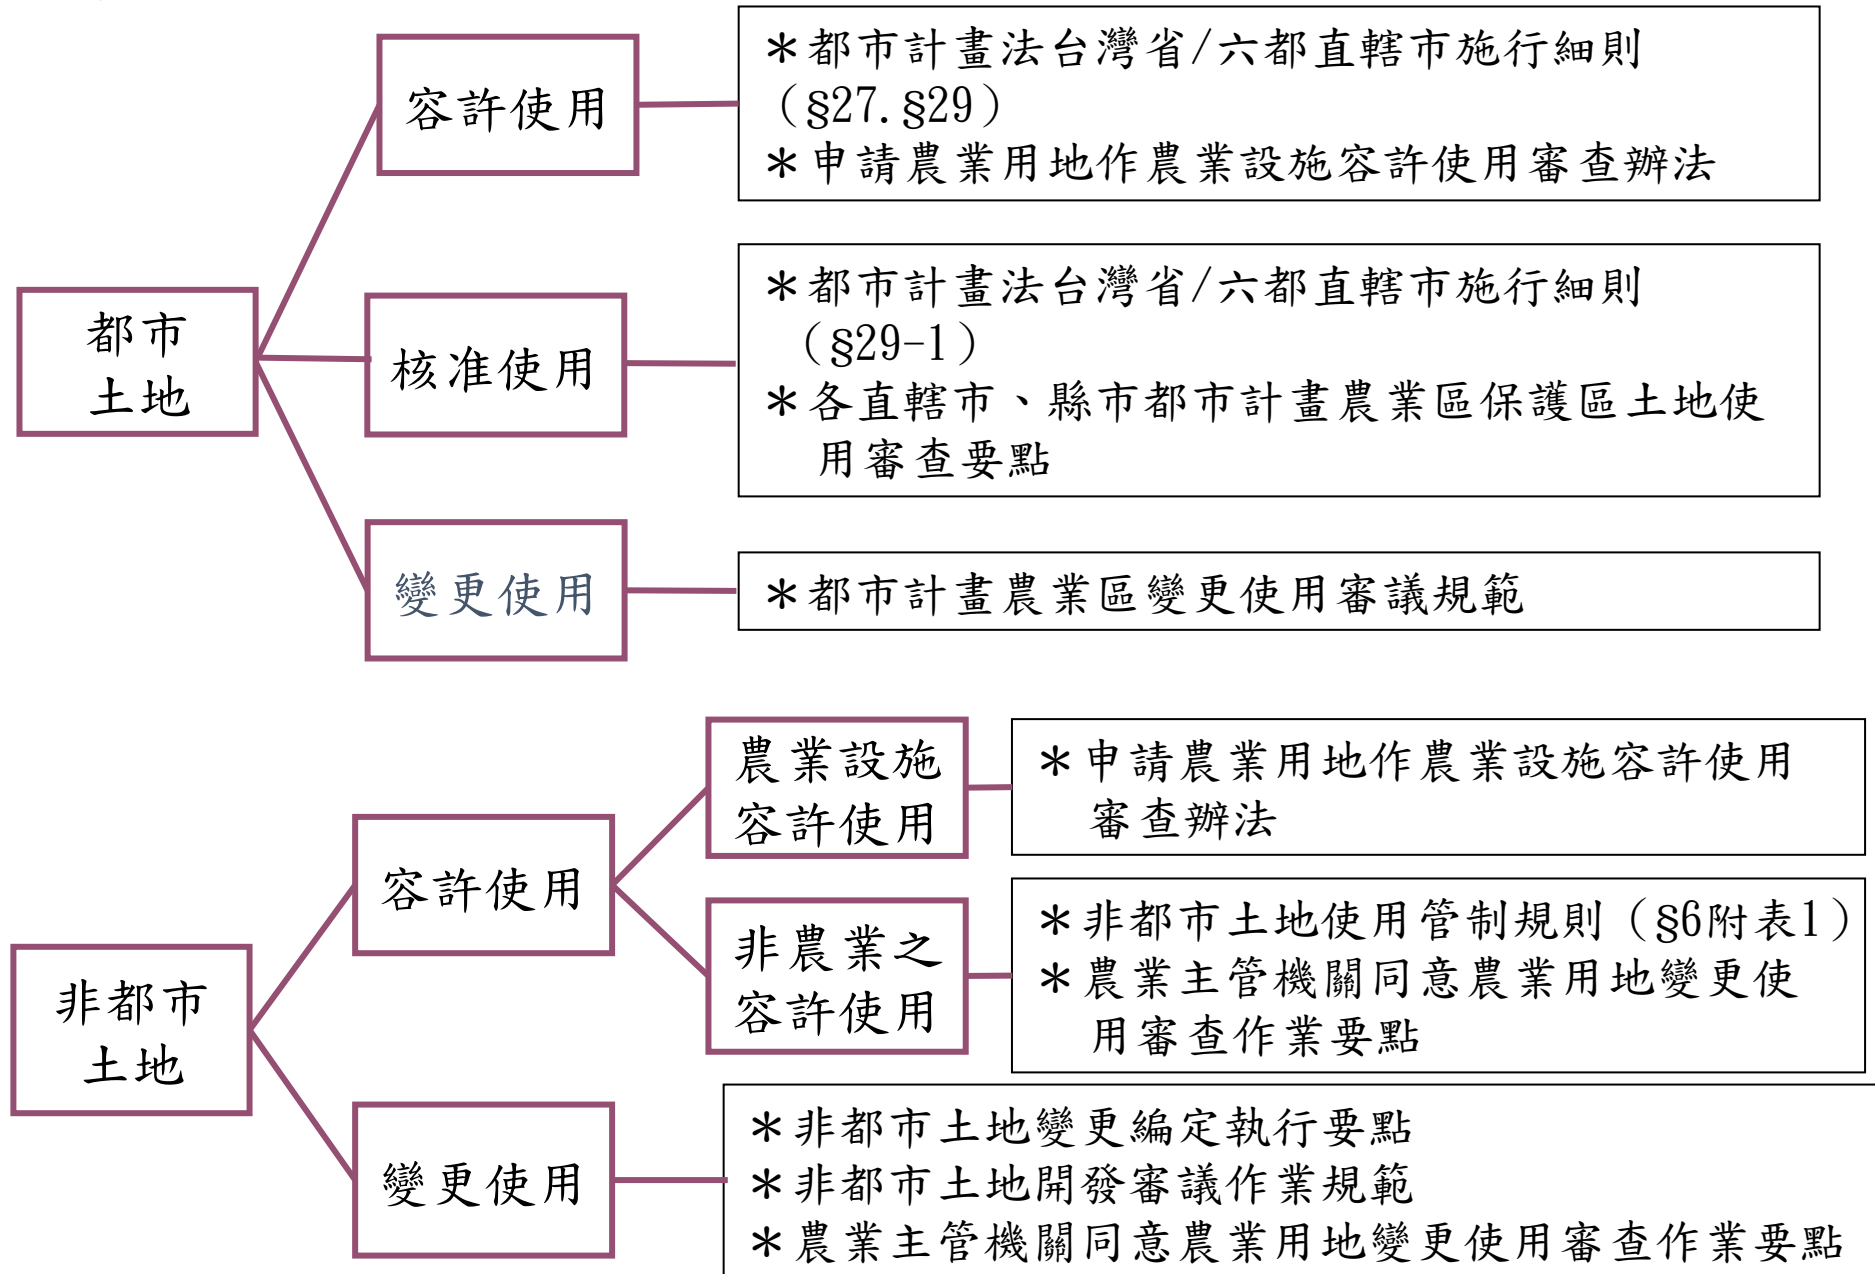 都市
土地
容許使用
＊都市計畫法台灣省/六都直轄市施行細則
（§27.§29）
＊申請農業用地作農業設施容許使用審查辦法
核准使用
＊都市計畫法台灣省/六都直轄市施行細則
（§29-1）
＊各直轄市、縣市都市計畫農業區保護區土地使
用審查要點
變更使用
＊都市計畫農業區變更使用審議規範
非都市
土地
容許使用
農業設施
容許使用
＊申請農業用地作農業設施容許使用
審查辦法
非農業之
容許使用
＊非都市土地使用管制規則（§6附表1）
＊農業主管機關同意農業用地變更使
用審查作業要點
變更使用
＊非都市土地變更編定執行要點
＊非都市土地開發審議作業規範
＊農業主管機關同意農業用地變更使用審查作業要點